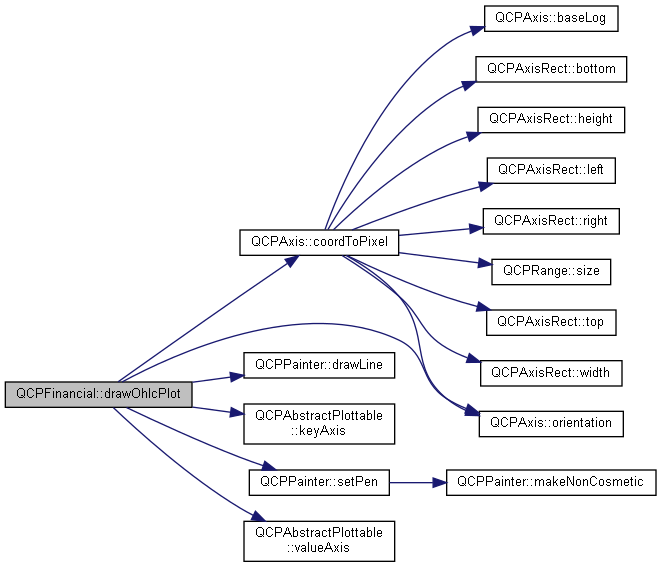 QCPAxis::baseLog
QCPAxisRect::bottom
QCPAxisRect::height
QCPAxisRect::left
QCPAxisRect::right
QCPAxis::coordToPixel
QCPRange::size
QCPAxisRect::top
QCPPainter::drawLine
QCPAxisRect::width
QCPFinancial::drawOhlcPlot
QCPAbstractPlottable
::keyAxis
QCPAxis::orientation
QCPPainter::setPen
QCPPainter::makeNonCosmetic
QCPAbstractPlottable
::valueAxis